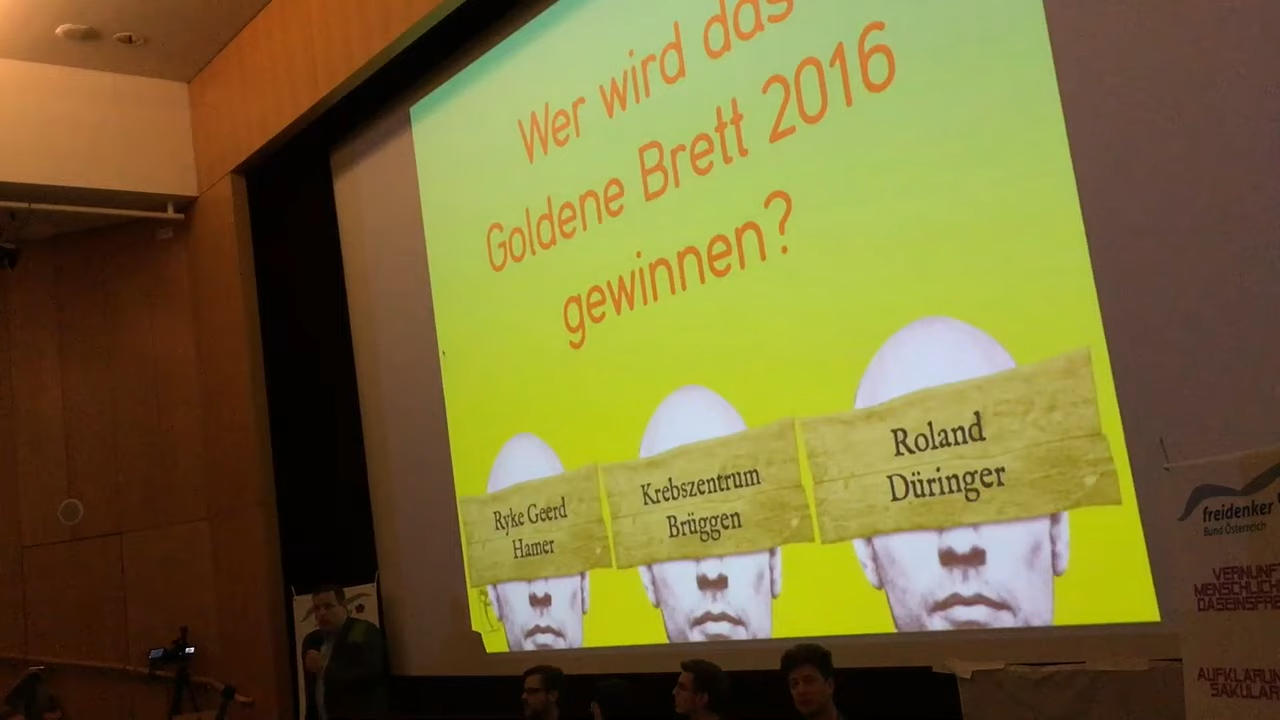 Wer wird das
Goldene Brett 2016
gewinnen?
Ryke Geerd
Hamer
Krebszentrum
Brüggen
Roland
Düringer
freidenker
Bund Österreich